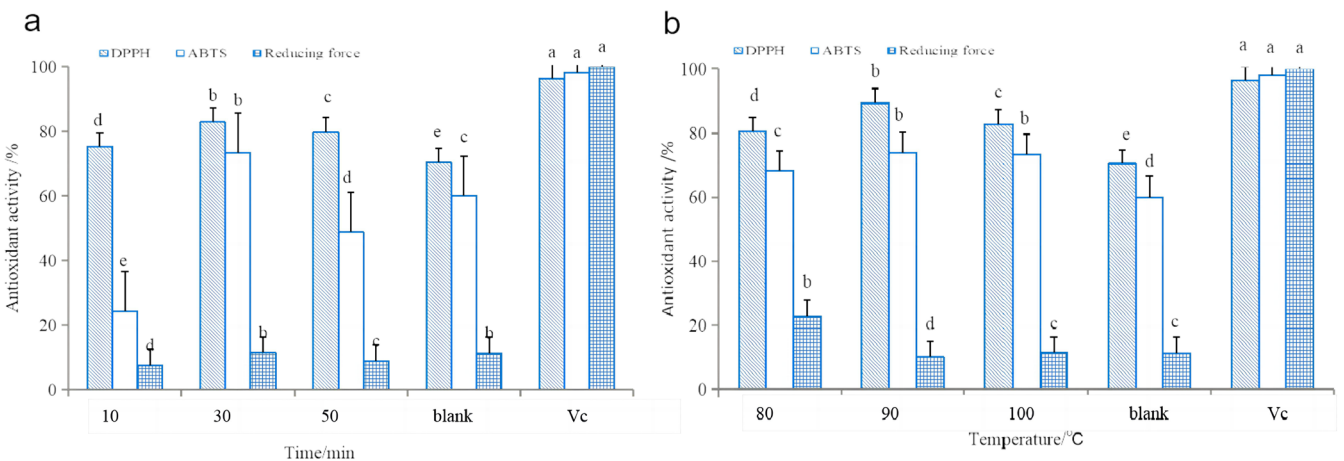 a
DPPH ABTS Reducing force
Antioxidant activity /%
100
80
60
40
20
0
d e d
b b b
c d c
e c b
a a a
10 30 50 blank Vc
Time/min
b
DPPH ABTS Reducing force
Antioxidant activity /%
100
80
60
40
20
0
d c b
b b d
c b c
e d c
a a a
80 90 100 blank Vc
Temperature/°C